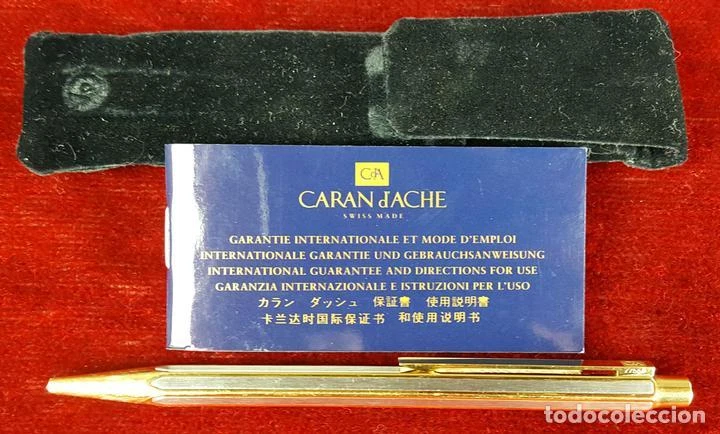 CdA
CARAN d'ACHE
SWISS MADE
GARANTIE INTERNATIONALE ET MODE D'EMPLOI
INTERNATIONALE GARANTIE UND GEBRAUCHSANWEISUNG
INTERNATIONAL GUARANTEE AND DIRECTIONS FOR USE
GARANZIA INTERNAZIONALE E ISTRUZIONI PER L'USO
カラン ダッシュ 保証書 使用説明書
卡兰达时国际保证书 和使用说明书
todocoleccion